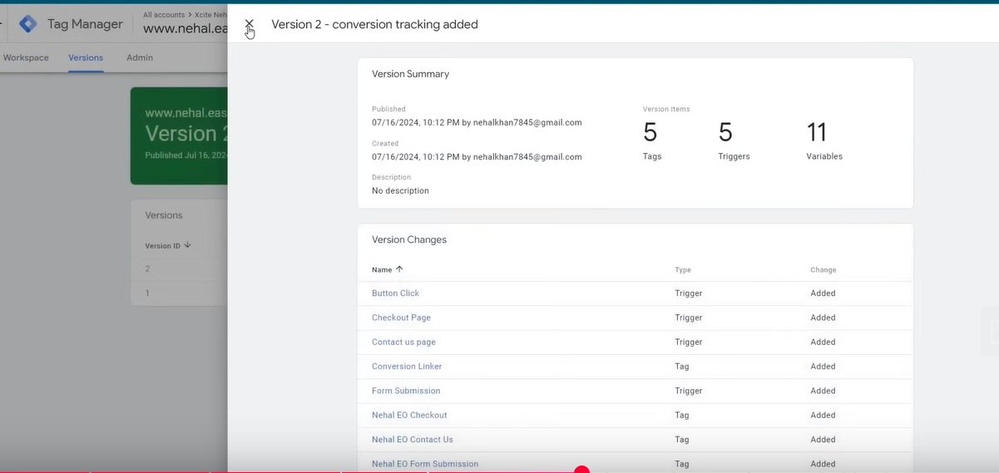 All accounts > Xcite Neh
Tag Manager
www.nehal.ea
Version 2 - conversion tracking added
Workspace Versions Admin
www.nehal.eas
Version 2
Published Jul 16, 202
Versions
Version ID ↓
2
1
Version Summary
Published
07/16/2024, 10:12 PM by nehalkhan7845@gmail.com
Created
07/16/2024, 10:12 PM by nehalkhan7845@gmail.com
Description
No description
Version Items
5 5 11
Tags Triggers Variables
Version Changes
Name ↑ Type Change
Button Click Trigger Added
Checkout Page Trigger Added
Contact us page Trigger Added
Conversion Linker Tag Added
Form Submission Trigger Added
Nehal EO Checkout Tag Added
Nehal EO Contact Us Tag Added
Nehal EO Form Submission Tag Added